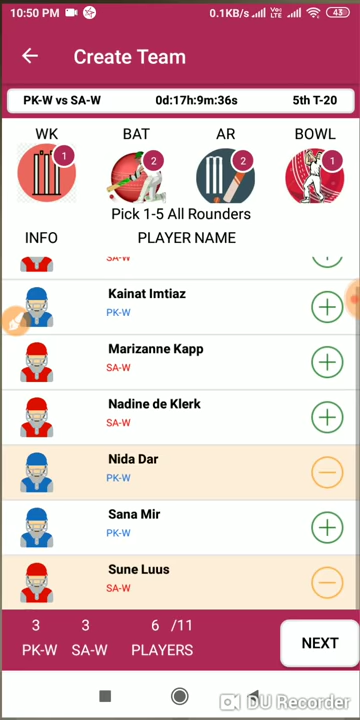 10:50 PM 0.1KB/s Vo) LTE 43
Create Team
PK-W vs SA-W 0d:17h:9m:36s 5th T-20
WK BAT AR BOWL
1 2 2 1
Pick 1-5 All Rounders
INFO PLAYER NAME
SA-W
Kainat Imtiaz
PK-W
Marizanne Kapp
SA-W
Nadine de Klerk
SA-W
Nida Dar
PK-W
Sana Mir
PK-W
Sune Luus
SA-W
3 3 6 /11
PK-W SA-W PLAYERS NEXT
DU Recorder